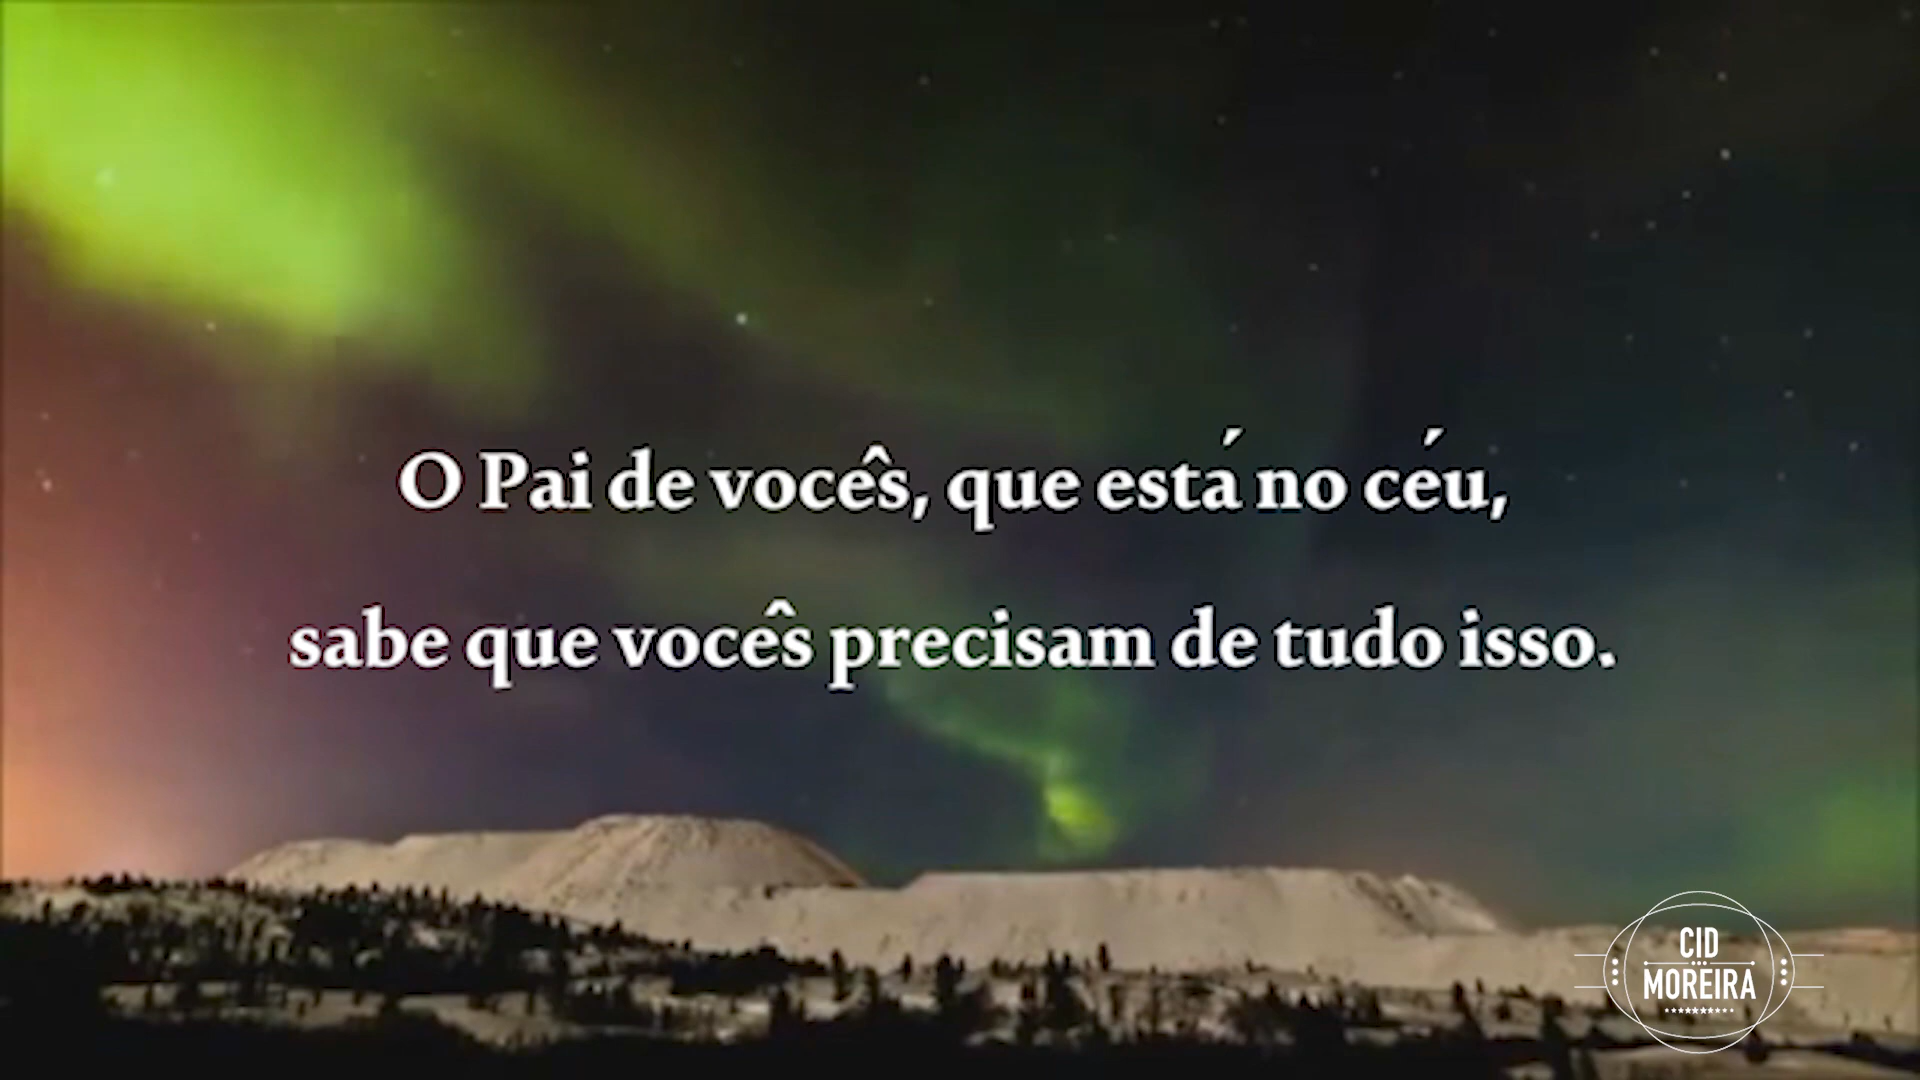 O Pai de vocês, que está no céu,
sabe que vocês precisam de tudo isso.
CID
MOREIRA